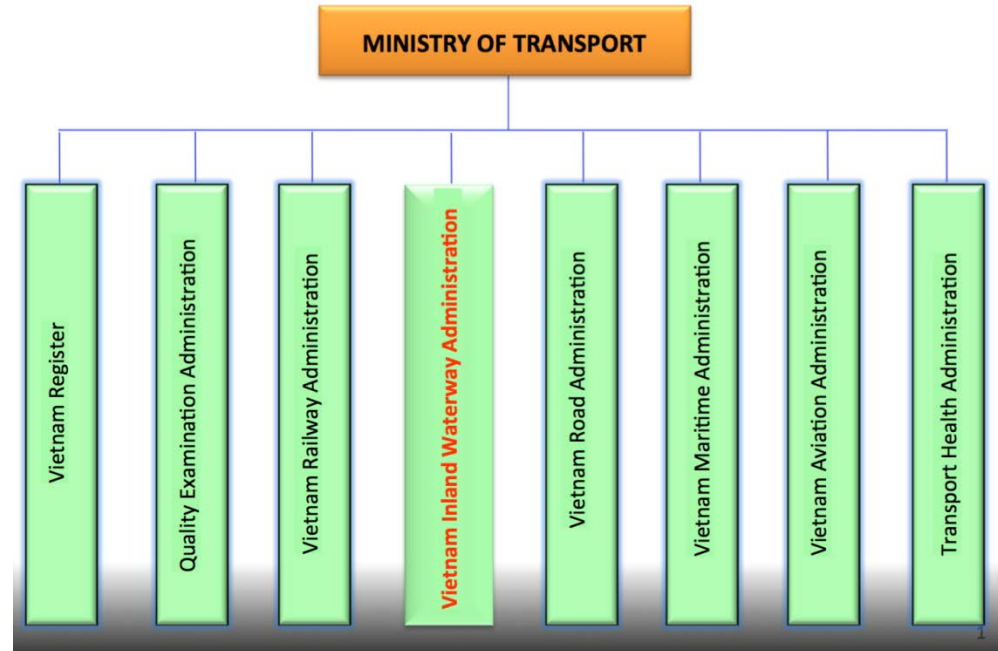 MINISTRY OF TRANSPORT
Vietnam Register
Quality Examination Administration
Vietnam Railway Administration
Vietnam Inland Waterway Administration
Vietnam Road Administration
Vietnam Maritime Administration
Vietnam Aviation Administration
Transport Health Administration
1